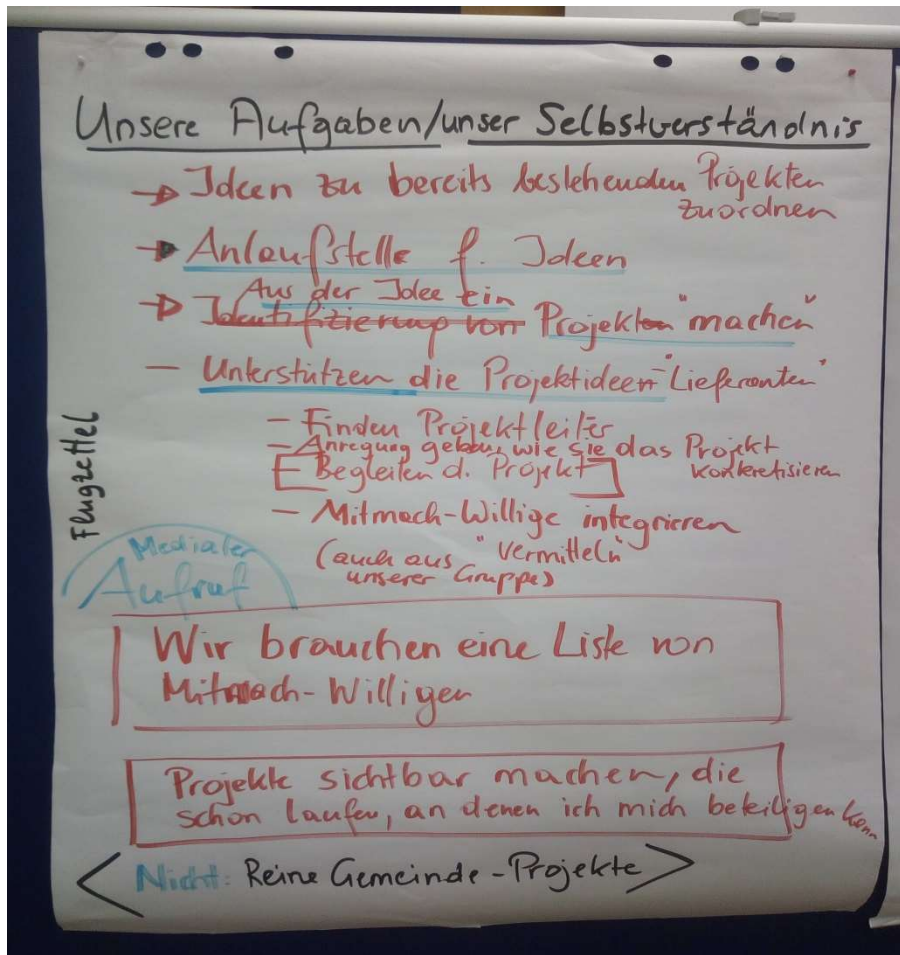 Unsere Aufgaben/unser Selbstverständnis
→ Ideen zu bereits bestehenden Projekten
zuordnen
→ Anlaufstelle f. Ideen
Aus der Idee ein
→ Identifizierung von Projekten "machen"
- Unterstützen die Projektideen-"Lieferanten"
- Finden Projektleiter
- Anregung geben, wie sie das Projekt
konkretisieren
[Begleiten d. Projekt]
- Mitmach-Willige integrieren
(auch aus "vermitteln"
unserer Gruppe)
Flugzettel
Medialer
Aufruf
Wir brauchen eine Liste von
Mitmach-Willigen
Projekte sichtbar machen, die
schon laufen, an denen ich mich beteiligen kann
< Nicht: Reine Gemeinde-Projekte >